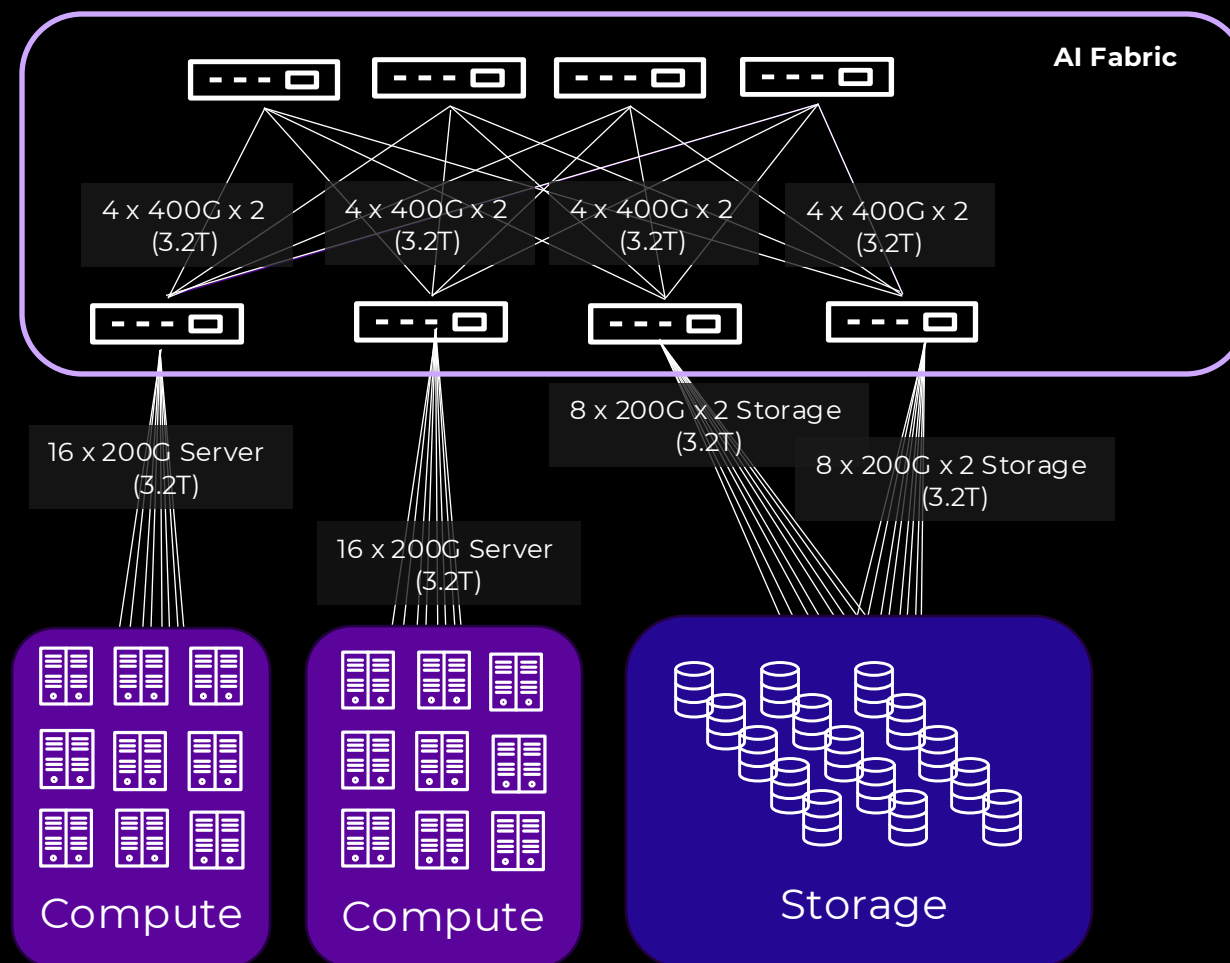 AI Fabric
4 x 400G x 2
(3.2T)
4 x 400G x 2
(3.2T)
4 x 400G x 2
(3.2T)
4 x 400G x 2
(3.2T)
8 x 200G x 2 Storage
(3.2T)
16 x 200G Server
(3.2T)
8 x 200G x 2 Storage
(3.2T)
16 x 200G Server
(3.2T)
Compute
Compute
Storage